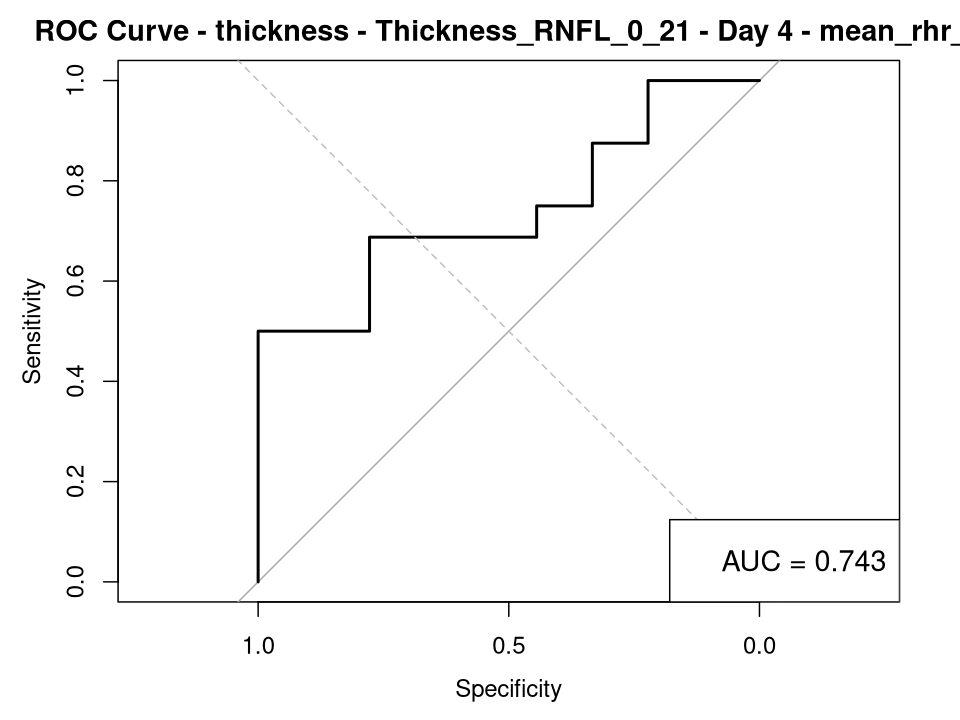 ROC Curve - thickness - Thickness_RNFL_0_21 - Day 4 - mean_rhr_
1.0
0.8
0.6
0.4
0.2
0.0
Sensitivity
AUC = 0.743
1.0 0.5 0.0
Specificity